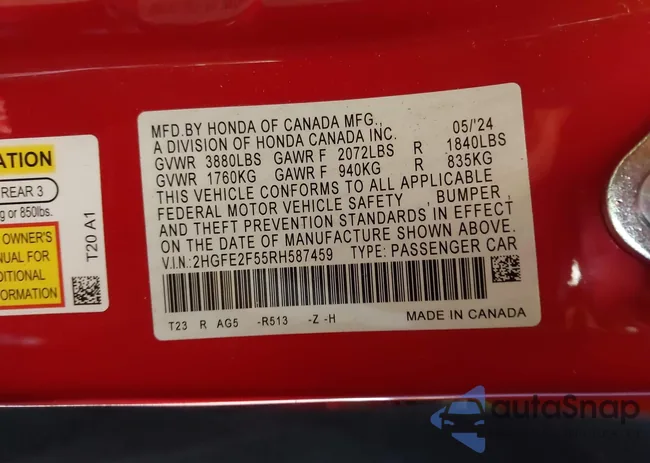 MFD.BY HONDA OF CANADA MFG., 05/'24
A DIVISION OF HONDA CANADA INC.
GVWR 3880LBS GAWR F 2072LBS R 1840LBS
GVWR 1760KG GAWR F 940KG R 835KG
THIS VEHICLE CONFORMS TO ALL APPLICABLE
FEDERAL MOTOR VEHICLE SAFETY , BUMPER,
AND THEFT PREVENTION STANDARDS IN EFFECT
ON THE DATE OF MANUFACTURE SHOWN ABOVE.
V.I.N.:2HGFE2F55RH587459 TYPE: PASSENGER CAR
T23 R AG5 -R513 -Z -H MADE IN CANADA
ATION
REAR 3
g or 850lbs.
OWNER'S
NUAL FOR
DITIONAL
FORMATION
T20 A1
autoSnap